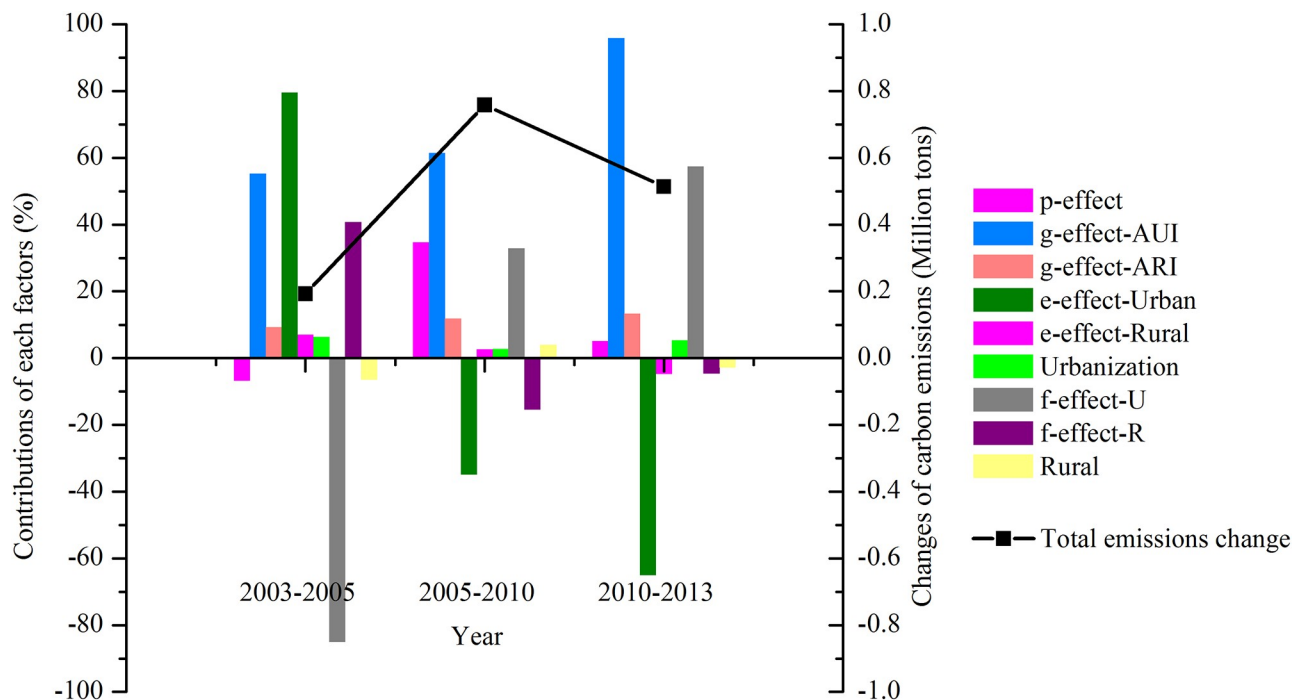 Contributions of each factors (%)
100
80
60
40
20
0
-20
-40
-60
-80
-100
2003-2005
2005-2010
2010-2013
Year
1.0
0.8
0.6
0.4
0.2
0.0
-0.2
-0.4
-0.6
-0.8
-1.0
Changes of carbon emissions (Million tons)
p-effect
g-effect-AUI
g-effect-ARI
e-effect-Urban
e-effect-Rural
Urbanization
f-effect-U
f-effect-R
Rural
Total emissions change